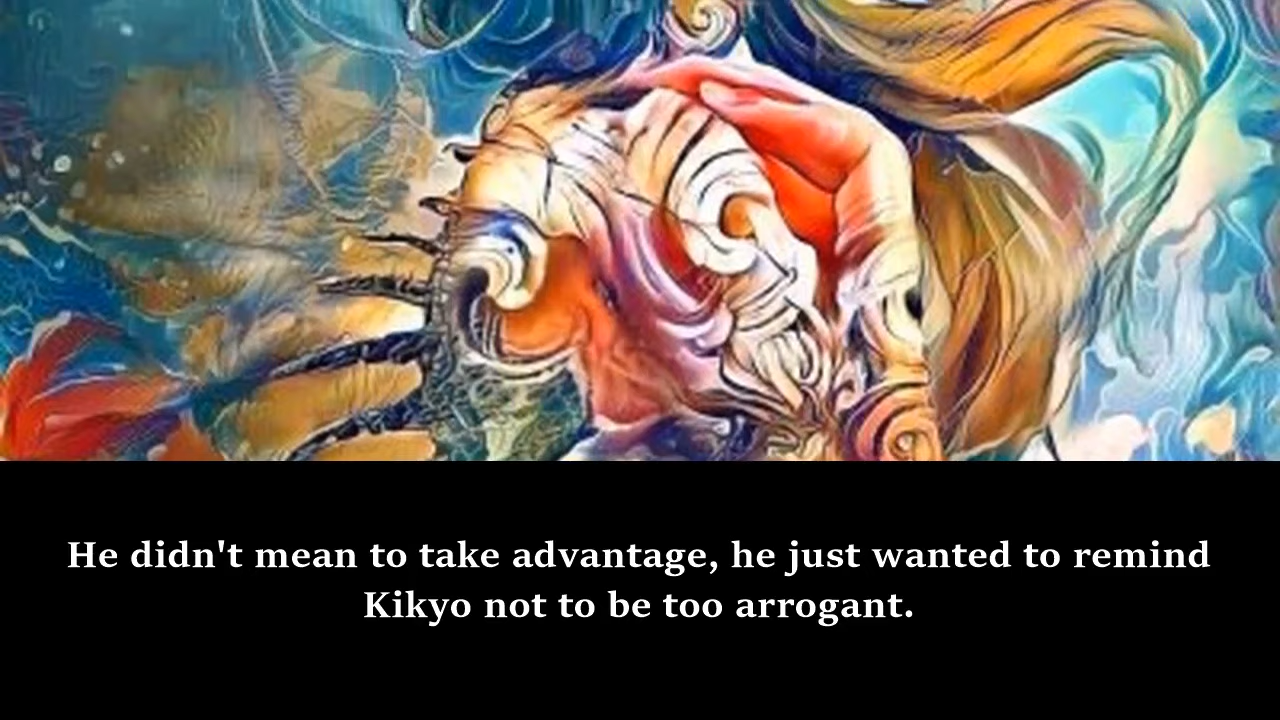 He didn't mean to take advantage, he just wanted to remind
Kikyo not to be too arrogant.